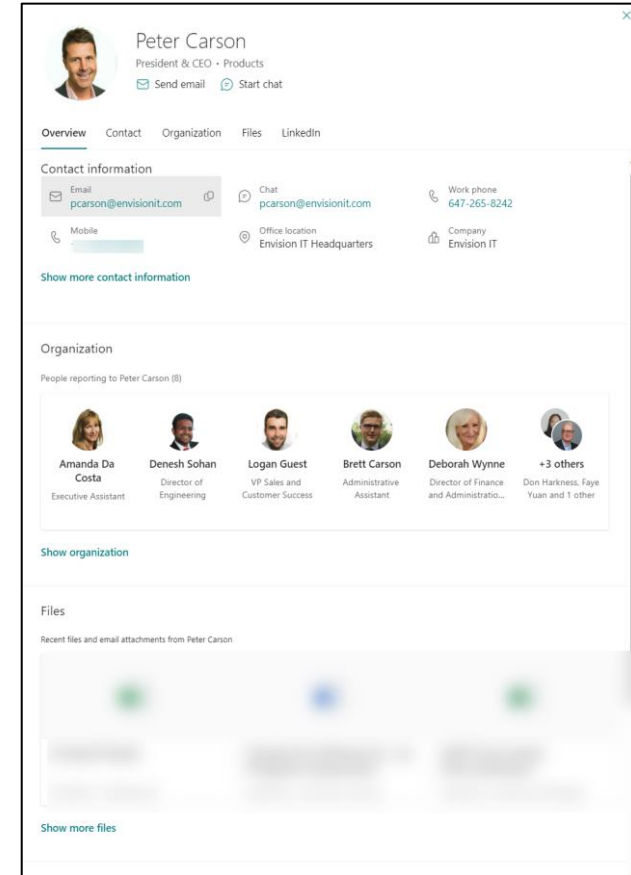 Peter Carson
President & CEO • Products
Send email Start chat
Overview Contact Organization Files LinkedIn
Contact information
Email
pcarson@envisionit.com
Chat
pcarson@envisionit.com
Work phone
647-265-8242
Mobile
Office location
Envision IT Headquarters
Company
Envision IT
Show more contact information
Organization
People reporting to Peter Carson (8)
Amanda Da
Costa
Executive Assistant
Denesh Sohan
Director of
Engineering
Logan Guest
VP Sales and
Customer Success
Brett Carson
Administrative
Assistant
Deborah Wynne
Director of Finance
and Administratio...
+3 others
Don Harkness, Faye
Yuan and 1 other
Show organization
Files
Recent files and email attachments from Peter Carson
Show more files